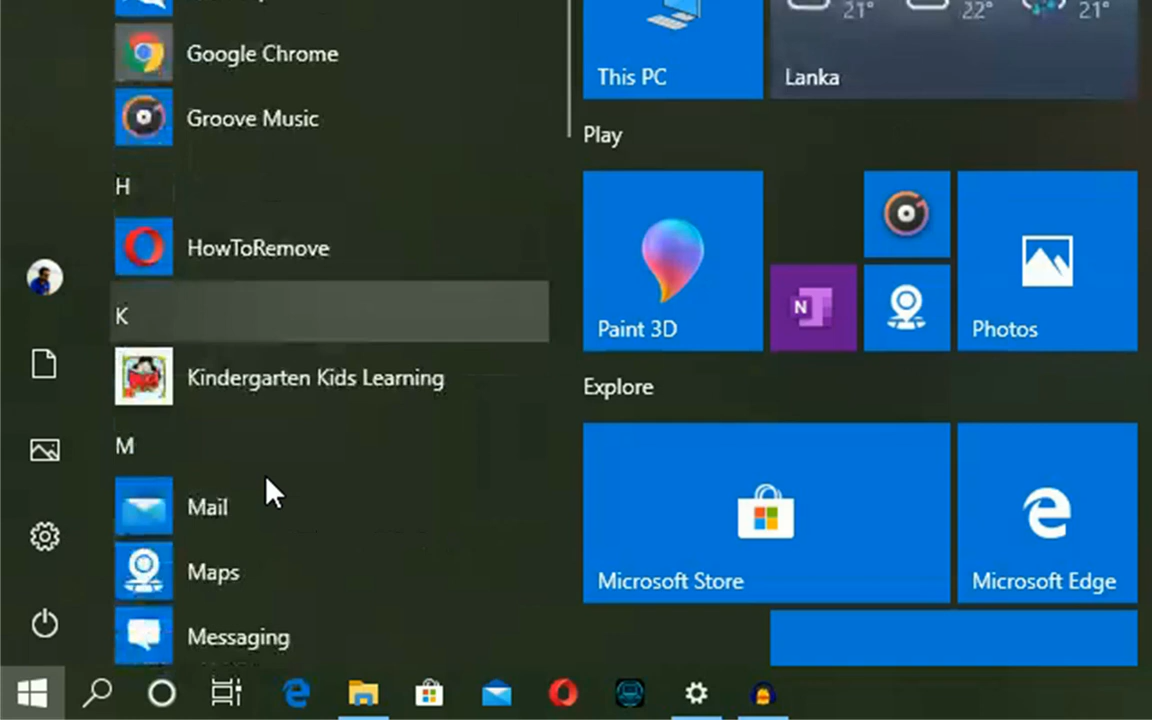 Google Chrome
Groove Music
H
HowToRemove
K
Kindergarten Kids Learning
M
Mail
Maps
Messaging
21°
22°
21°
This PC
Lanka
Play
Paint 3D
N
Photos
Explore
Microsoft Store
Microsoft Edge